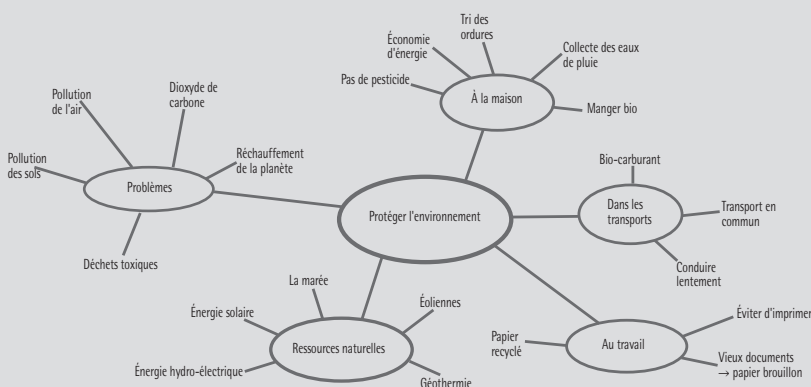 Protéger l'environnement
À la maison
Économie
d'énergie
Tri des
ordures
Collecte des eaux
de pluie
Pas de pesticide
Manger bio
Problèmes
Pollution
de l'air
Dioxyde de
carbone
Pollution
des sols
Réchauffement
de la planète
Déchets toxiques
Dans les
transports
Bio-carburant
Transport en
commun
Conduire
lentement
Ressources naturelles
La marée
Énergie solaire
Éoliennes
Énergie hydro-électrique
Géothermie
Au travail
Papier
recyclé
Éviter d'imprimer
Vieux documents
→ papier brouillon